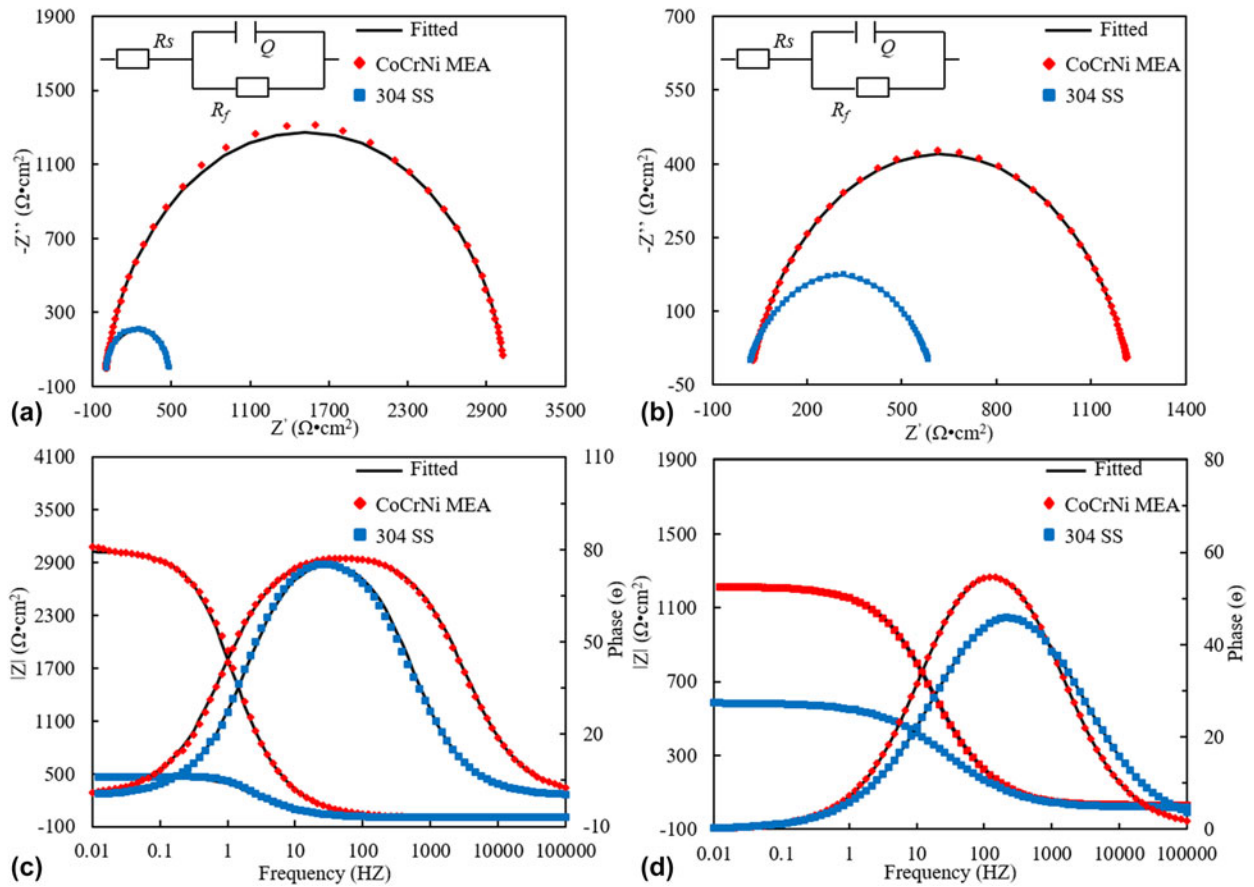 1900
1500
1100
700
300
-100
-Z’’ (Ω•cm²)
Rs
Q
R_f
Fitted
CoCrNi MEA
304 SS
-100 500 1100 1700 2300 2900 3500
Z' (Ω•cm²)
(a)
700
550
400
250
100
-50
-Z’’ (Ω•cm²)
Rs
Q
R_f
Fitted
CoCrNi MEA
304 SS
-100 200 500 800 1100 1400
Z' (Ω•cm²)
(b)
4100
3500
2900
2300
1700
1100
500
-100
|Z| (Ω•cm²)
Fitted
CoCrNi MEA
304 SS
110
80
50
20
-10
Phase (ɵ)
0.01 0.1 1 10 100 1000 10000 100000
Frequency (HZ)
(c)
1900
1500
1100
700
300
-100
|Z| (Ω•cm²)
Fitted
CoCrNi MEA
304 SS
80
60
40
20
0
Phase (ɵ)
0.01 0.1 1 10 100 1000 10000 100000
Frequency (HZ)
(d)